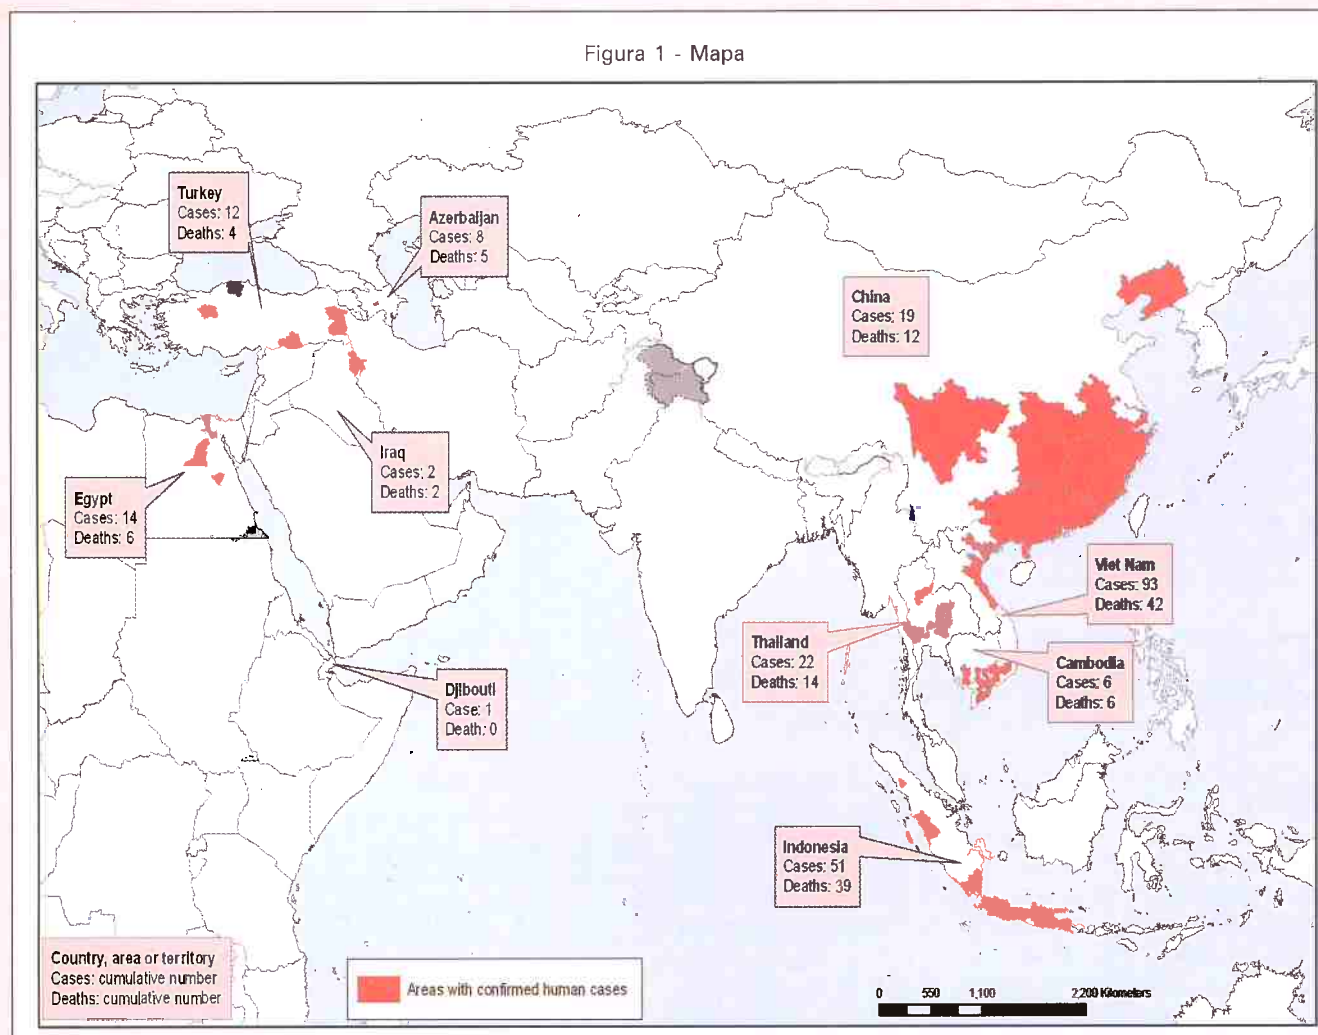 Figura 1 - Mapa
Turkey
Cases: 12
Deaths: 4
Azerbaijan
Cases: 8
Deaths: 5
China
Cases: 19
Deaths: 12
Iraq
Cases: 2
Deaths: 2
Egypt
Cases: 14
Deaths: 6
Viet Nam
Cases: 93
Deaths: 42
Thailand
Cases: 22
Deaths: 14
Cambodia
Cases: 6
Deaths: 6
Djibouti
Case: 1
Death: 0
Indonesia
Cases: 51
Deaths: 39
Country, area or territory
Cases: cumulative number
Deaths: cumulative number
Areas with confirmed human cases
0 550 1,100 2,200 Kilometers